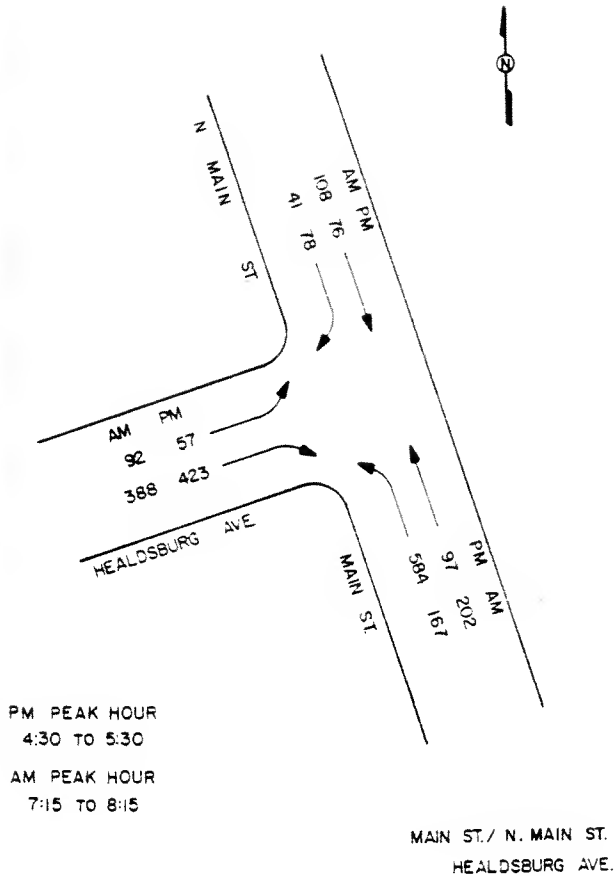 N
N MAIN ST.
AM PM
108 76
41 78
AM PM
92 57
388 423
HEALDSBURG AVE.
MAIN ST.
PM AM
97 202
584 167
PM PEAK HOUR
4:30 TO 5:30
AM PEAK HOUR
7:15 TO 8:15
MAIN ST./ N. MAIN ST.
HEALDSBURG AVE.